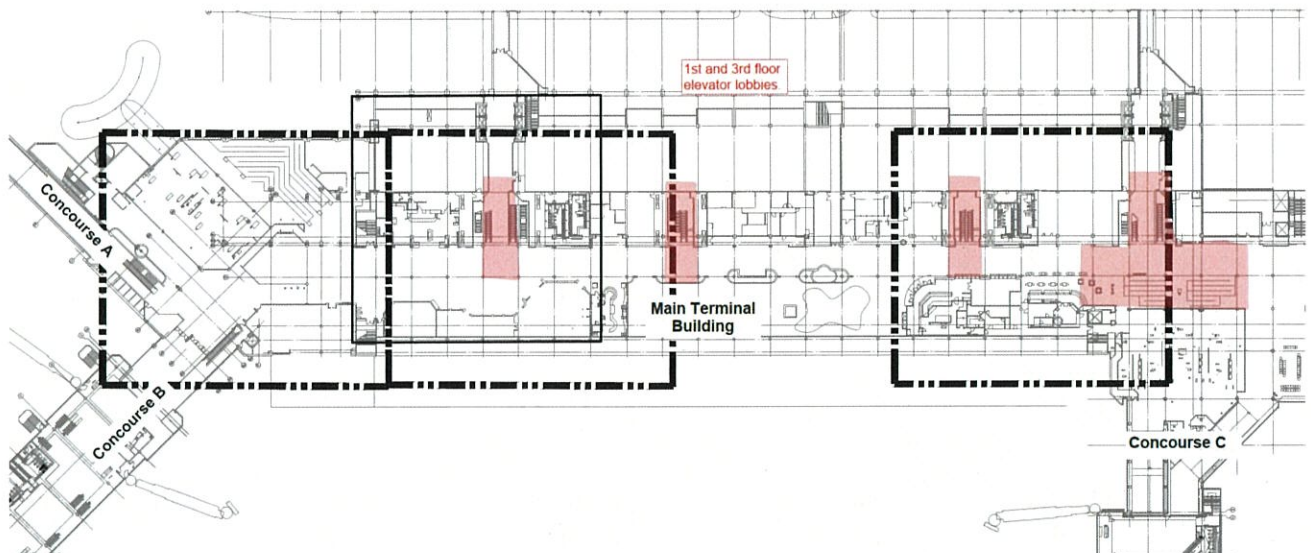 1st and 3rd floor
elevator lobbies
Concourse A
Main Terminal
Building
Concourse B
Concourse C